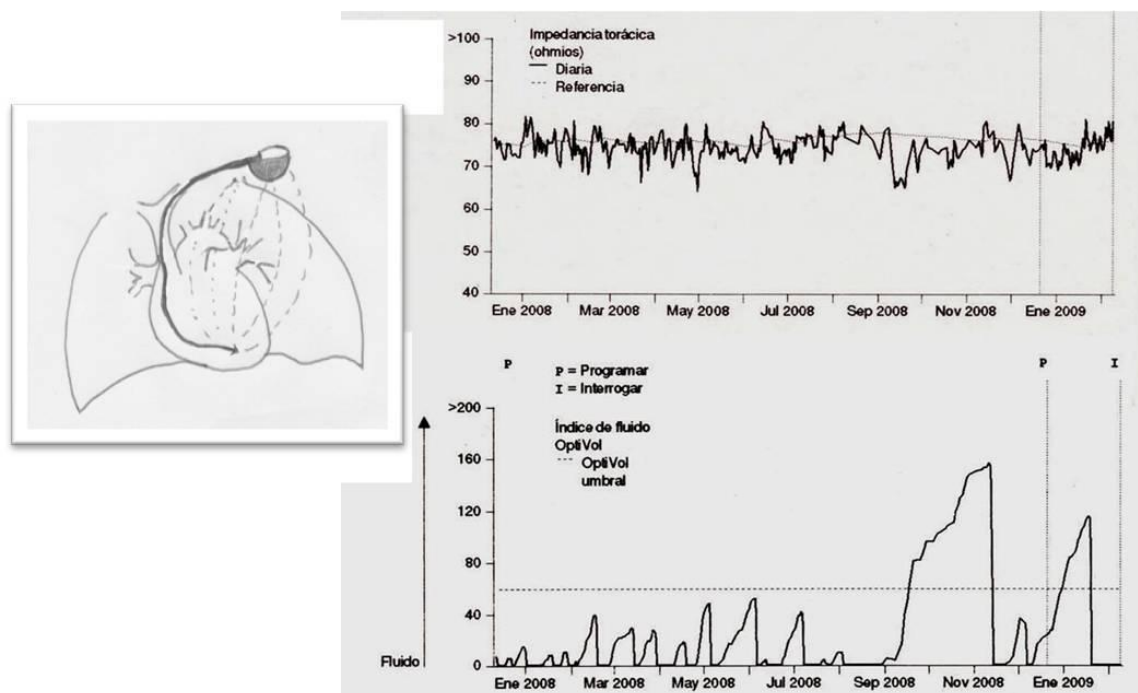 >100
90
80
70
60
50
40
Impedancia torácica
(ohmios)
Diaria
Referencia
Ene 2008 Mar 2008 May 2008 Jul 2008 Sep 2008 Nov 2008 Ene 2009
P P I
P = Programar
I = Interrogar
>200
160
120
80
40
0
Índice de fluido
OptiVol
OptiVol
umbral
Fluido
Ene 2008 Mar 2008 May 2008 Jul 2008 Sep 2008 Nov 2008 Ene 2009